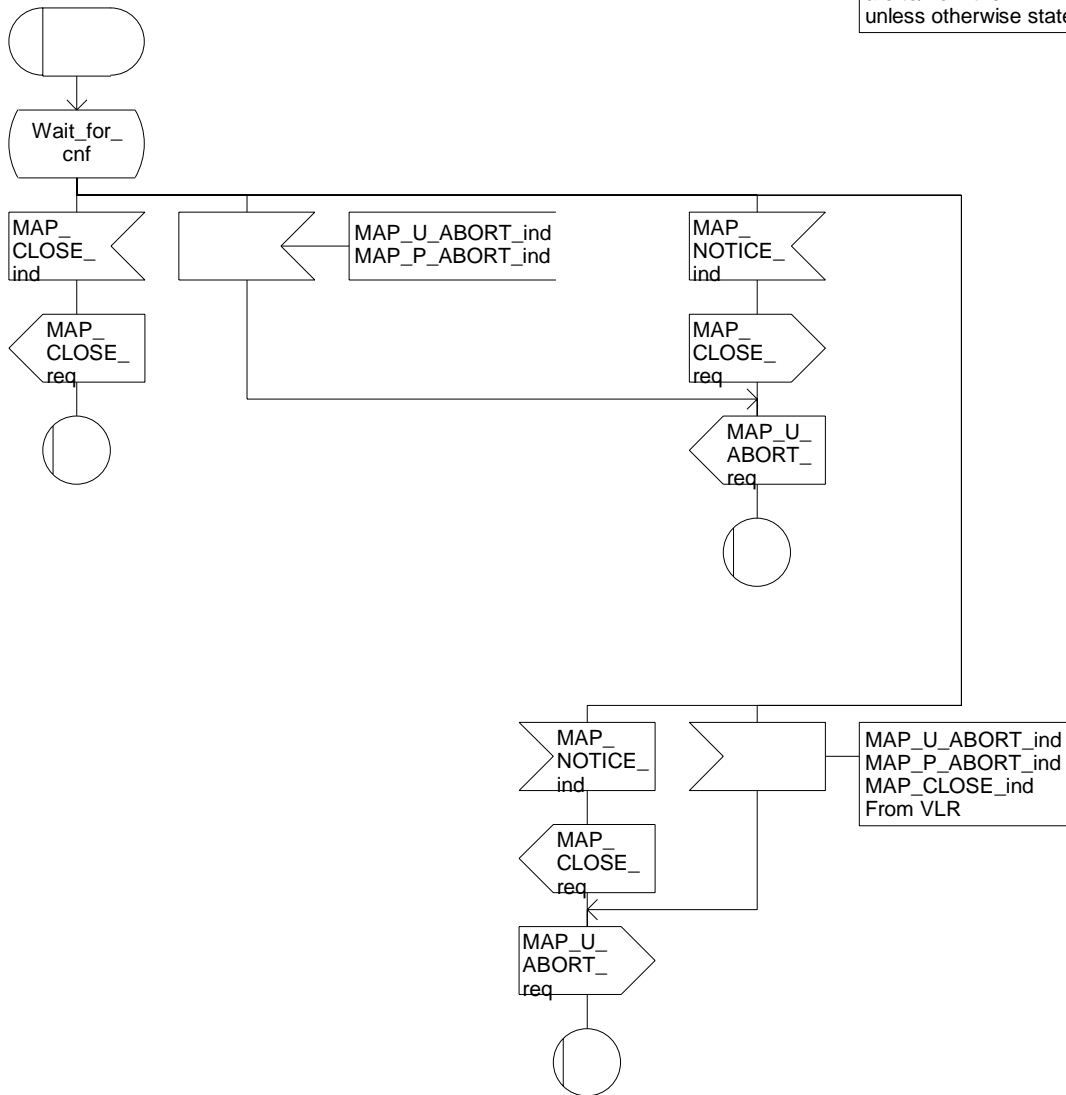 unless otherwise state
Wait_for_
cnf
MAP_
CLOSE_
ind
MAP_U_ABORT_ind
MAP_P_ABORT_ind
MAP_
NOTICE_
ind
MAP_
CLOSE_
req
MAP_
CLOSE_
req
MAP_U_
ABORT_
req
MAP_
NOTICE_
ind
MAP_U_ABORT_ind
MAP_P_ABORT_ind
MAP_CLOSE_ind
From VLR
MAP_
CLOSE_
req
MAP_U_
ABORT_
req